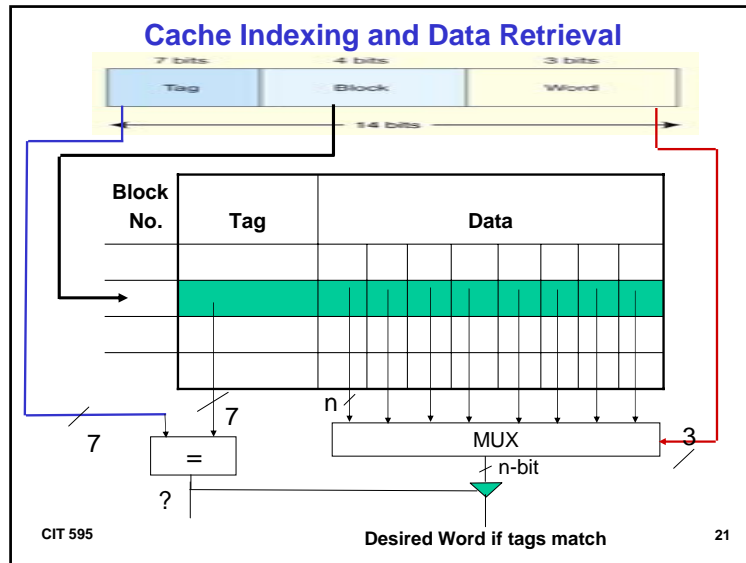 Cache Indexing and Data Retrieval
7 bits 4 bits 3 bits
Tag Block Word
14 bits
Block
No. Tag Data
n
7 7 3
MUX
=
n-bit
?
CIT 595 Desired Word if tags match 21